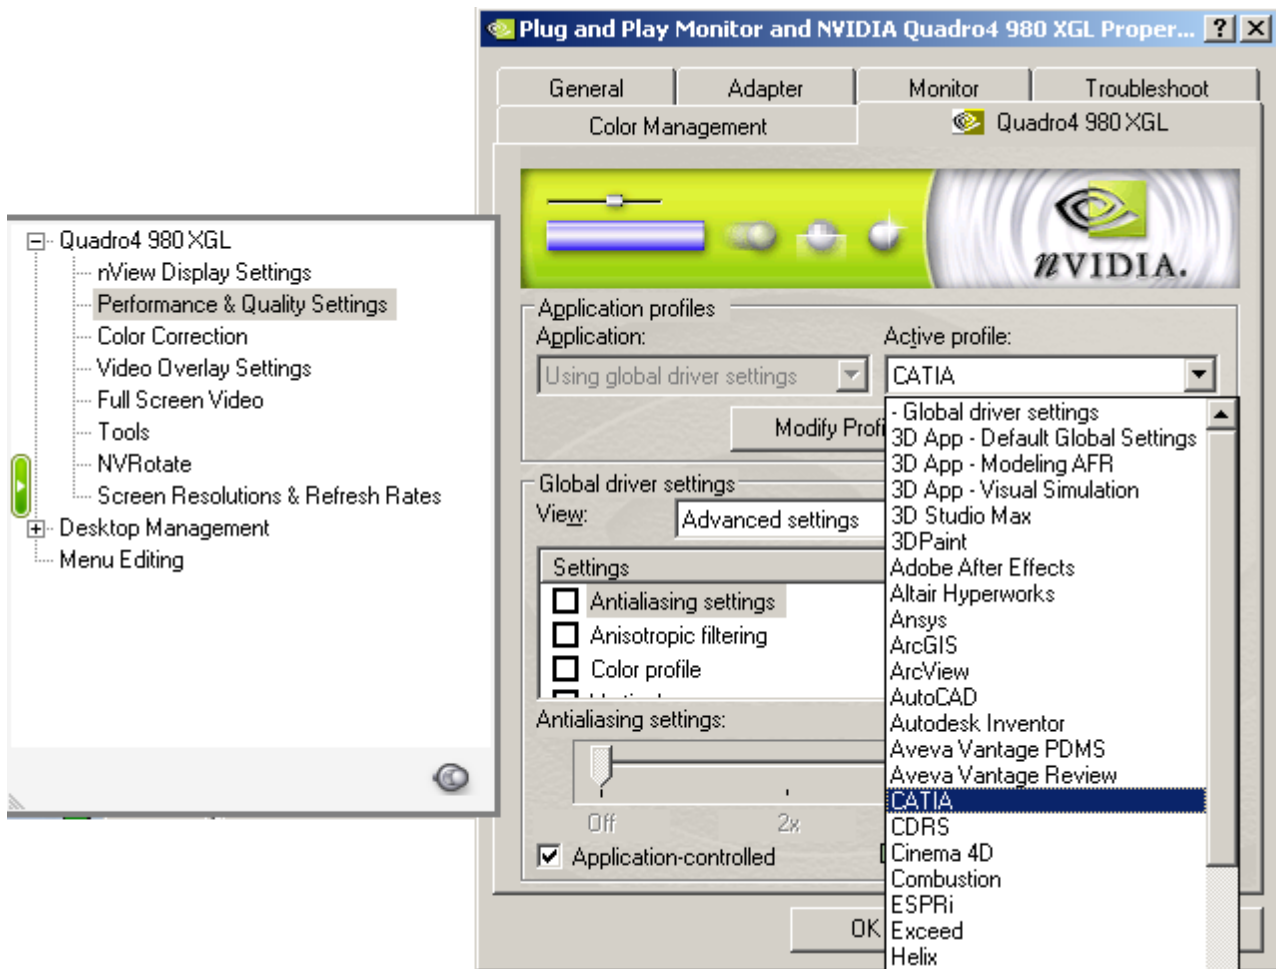 Plug and Play Monitor and NVIDIA Quadro4 980 XGL Proper...
General Adapter Monitor Troubleshoot
Color Management Quadro4 980 XGL
nVIDIA.
Quadro4 980 XGL
nView Display Settings
Performance & Quality Settings
Color Correction
Video Overlay Settings
Full Screen Video
Tools
NVRotate
Screen Resolutions & Refresh Rates
Desktop Management
Menu Editing
Application profiles
Application: Active profile:
Using global driver settings CATIA
Modify Profi
Global driver settings
View: Advanced settings
Settings
Antialiasing settings
Anisotropic filtering
Color profile
Antialiasing settings:
Off 2x
Application-controlled
OK
- Global driver settings
3D App - Default Global Settings
3D App - Modeling AFR
3D App - Visual Simulation
3D Studio Max
3DPaint
Adobe After Effects
Altair Hyperworks
Ansys
ArcGIS
ArcView
AutoCAD
Autodesk Inventor
Aveva Vantage PDMS
Aveva Vantage Review
CATIA
CDRS
Cinema 4D
Combustion
ESPRi
Exceed
Helix